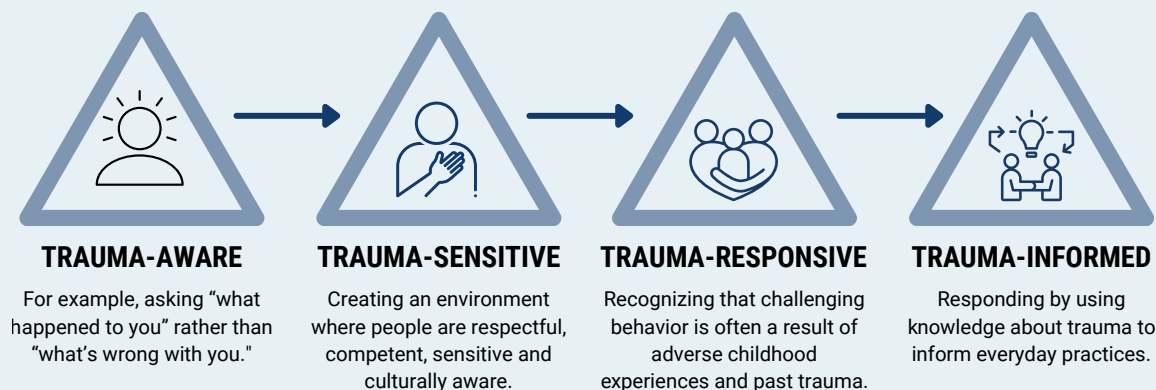 TRAUMA-AWARE
For example, asking “what
happened to you” rather than
“what’s wrong with you."
TRAUMA-SENSITIVE
Creating an environment
where people are respectful,
competent, sensitive and
culturally aware.
TRAUMA-RESPONSIVE
Recognizing that challenging
behavior is often a result of
adverse childhood
experiences and past trauma.
TRAUMA-INFORMED
Responding by using
knowledge about trauma to
inform everyday practices.